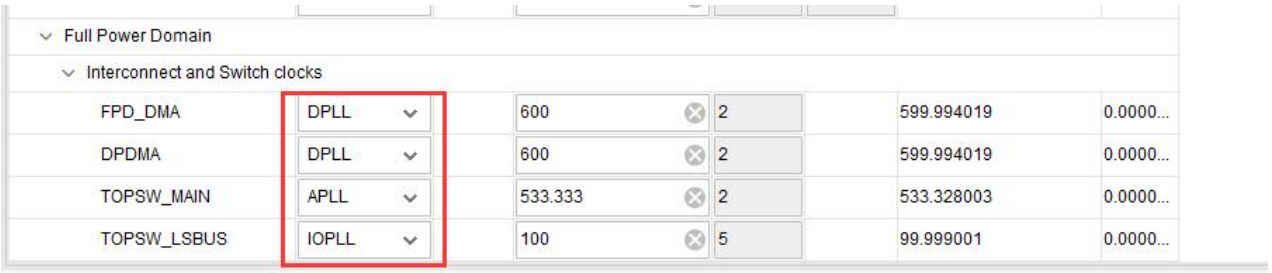 Full Power Domain
Interconnect and Switch clocks
FPD_DMA DPLL 600 2 599.994019 0.0000...
DPDMA DPLL 600 2 599.994019 0.0000...
TOPSW_MAIN APLL 533.333 2 533.328003 0.0000...
TOPSW_LSBUS IOPLL 100 5 99.999001 0.0000...